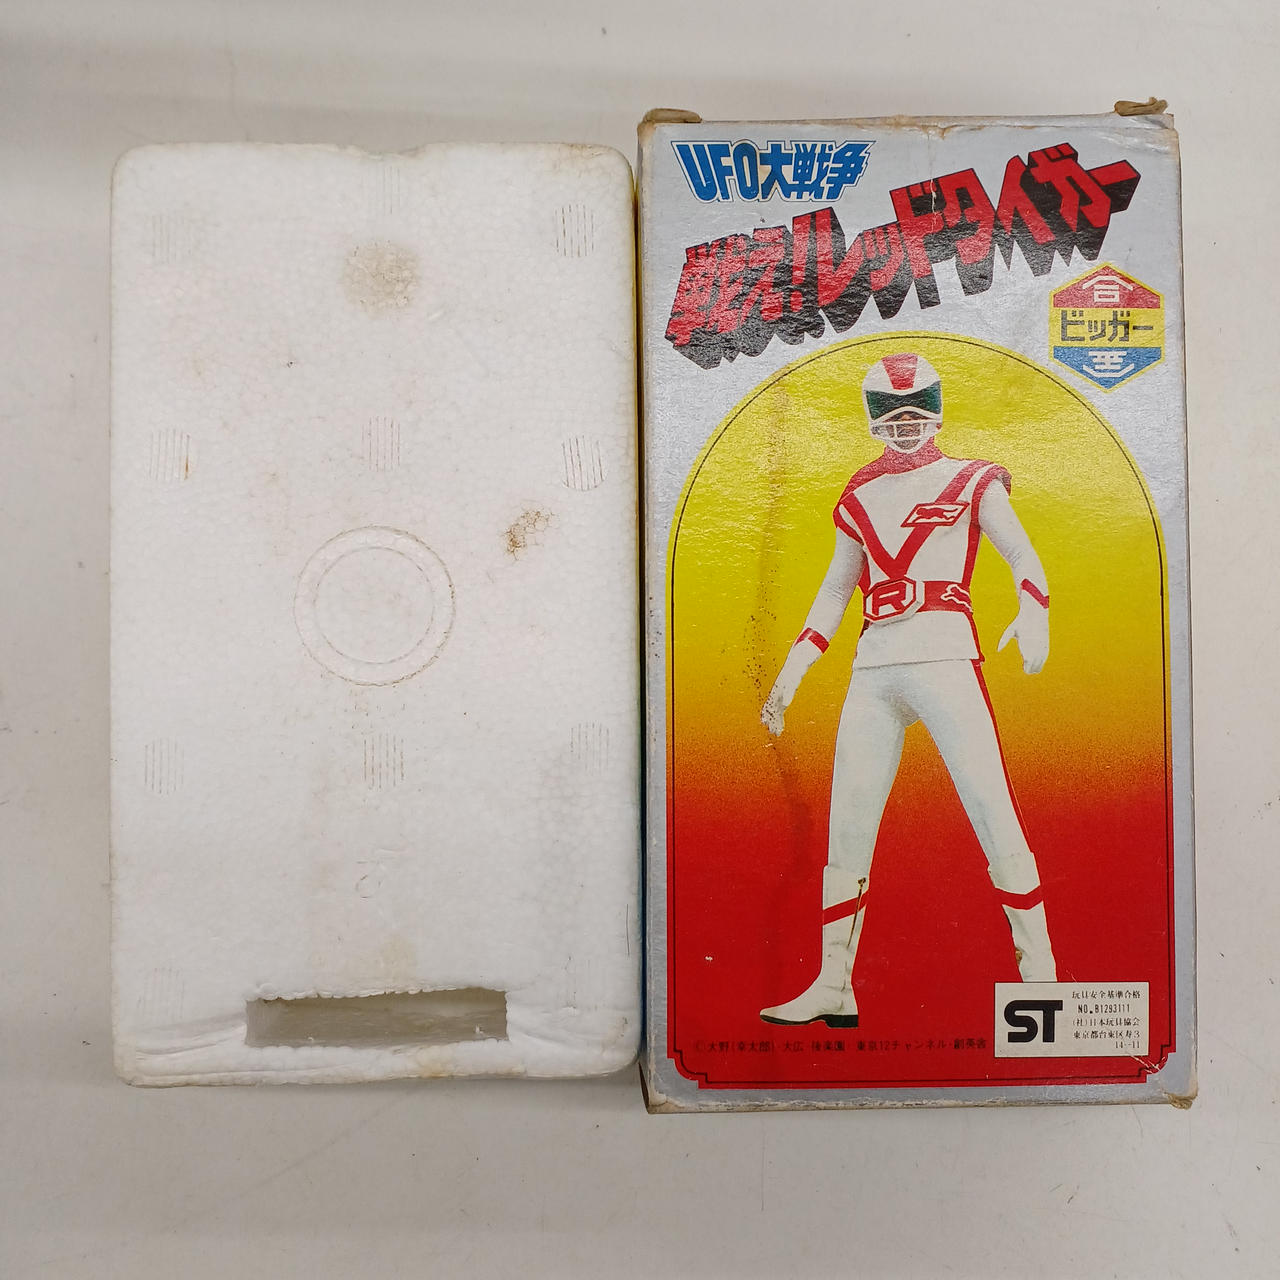 UFO大戦争
戦え!レッドタイガー
合
ビッガー
亜
R
ST
玩具安全基準合格
NO.B1293111
(社)日本玩具協会
東京都台東区寿3
14-11
©大野(幸太郎)・大広・後楽園・東京12チャンネル・創英舎